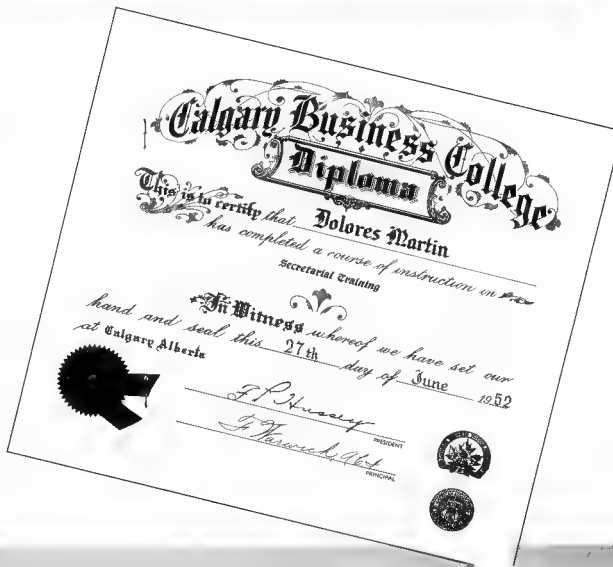 Calgary Business College
Diploma
This is to certify that Dolores Martin
has completed a course of instruction in
Secretarial Training
In Witness whereof we have set our
hand and seal this 27th day of June 1952
at Calgary Alberta
F P Hussey
PRESIDENT
F. Warwick
PRINCIPAL